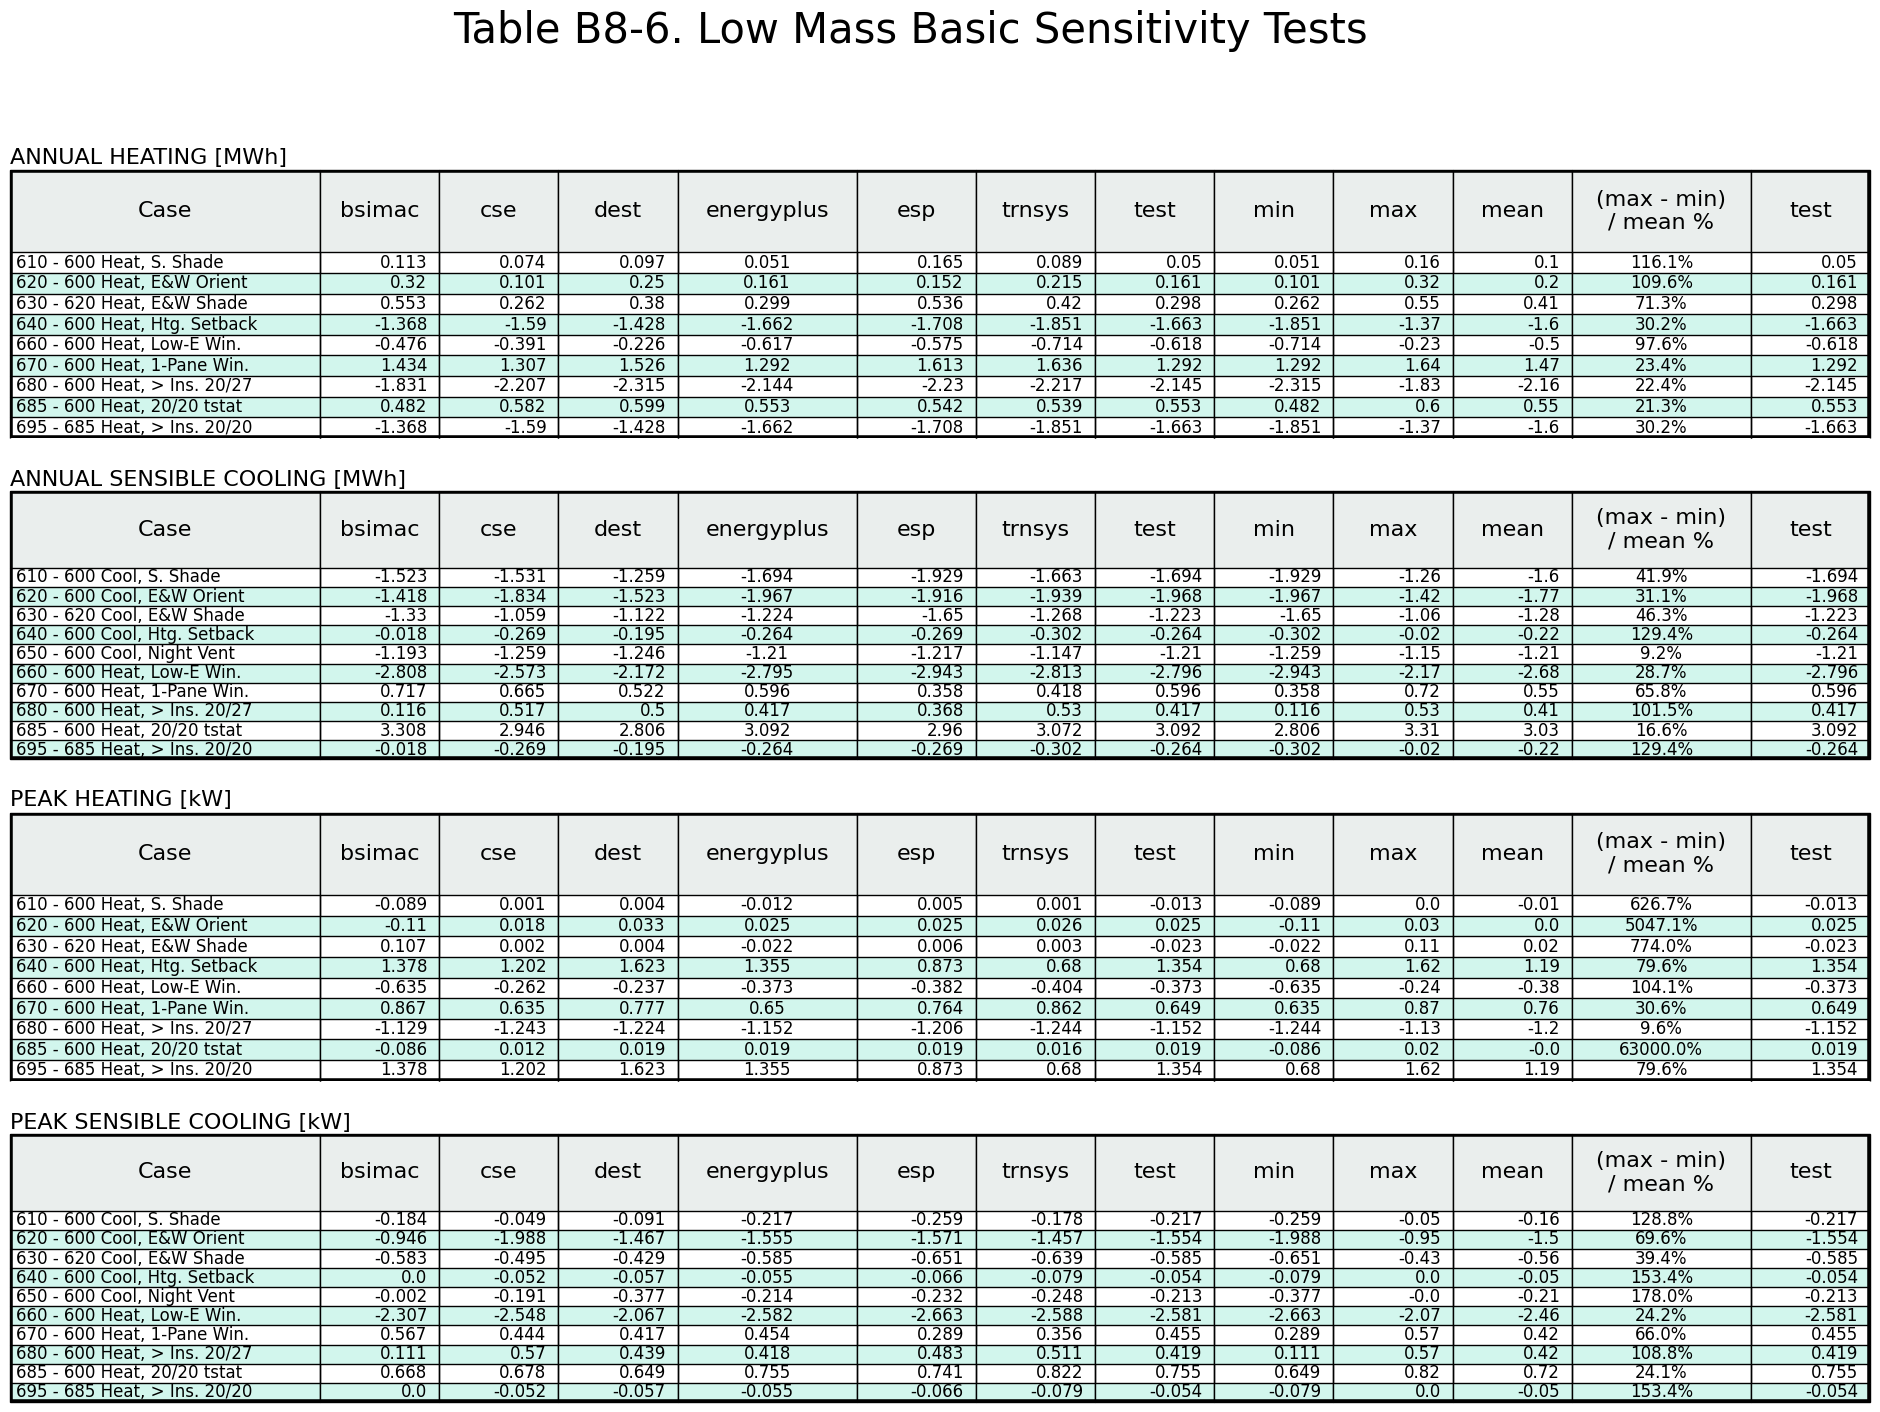 Table B8-6. Low Mass Basic Sensitivity Tests
ANNUAL HEATING [MWh]
Case bsimac cse dest energyplus esp trnsys test min max mean (max - min) / mean % test
610 - 600 Heat, S. Shade 0.113 0.074 0.097 0.051 0.165 0.089 0.05 0.051 0.16 0.1 116.1% 0.05
620 - 600 Heat, E&W Orient 0.32 0.101 0.25 0.161 0.152 0.215 0.161 0.101 0.32 0.2 109.6% 0.161
630 - 620 Heat, E&W Shade 0.553 0.262 0.38 0.299 0.536 0.42 0.298 0.262 0.55 0.41 71.3% 0.298
640 - 600 Heat, Htg. Setback -1.368 -1.59 -1.428 -1.662 -1.708 -1.851 -1.663 -1.851 -1.37 -1.6 30.2% -1.663
660 - 600 Heat, Low-E Win. -0.476 -0.391 -0.226 -0.617 -0.575 -0.714 -0.618 -0.714 -0.23 -0.5 97.6% -0.618
670 - 600 Heat, 1-Pane Win. 1.434 1.307 1.526 1.292 1.613 1.636 1.292 1.292 1.64 1.47 23.4% 1.292
680 - 600 Heat, > Ins. 20/27 -1.831 -2.207 -2.315 -2.144 -2.23 -2.217 -2.145 -2.315 -1.83 -2.16 22.4% -2.145
685 - 600 Heat, 20/20 tstat 0.482 0.582 0.599 0.553 0.542 0.539 0.553 0.482 0.6 0.55 21.3% 0.553
695 - 685 Heat, > Ins. 20/20 -1.368 -1.59 -1.428 -1.662 -1.708 -1.851 -1.663 -1.851 -1.37 -1.6 30.2% -1.663
ANNUAL SENSIBLE COOLING [MWh]
Case bsimac cse dest energyplus esp trnsys test min max mean (max - min) / mean % test
610 - 600 Cool, S. Shade -1.523 -1.531 -1.259 -1.694 -1.929 -1.663 -1.694 -1.929 -1.26 -1.6 41.9% -1.694
620 - 600 Cool, E&W Orient -1.418 -1.834 -1.523 -1.967 -1.916 -1.939 -1.968 -1.967 -1.42 -1.77 31.1% -1.968
630 - 620 Cool, E&W Shade -1.33 -1.059 -1.122 -1.224 -1.65 -1.268 -1.223 -1.65 -1.06 -1.28 46.3% -1.223
640 - 600 Cool, Htg. Setback -0.018 -0.269 -0.195 -0.264 -0.269 -0.302 -0.264 -0.302 -0.02 -0.22 129.4% -0.264
650 - 600 Cool, Night Vent -1.193 -1.259 -1.246 -1.21 -1.217 -1.147 -1.21 -1.259 -1.15 -1.21 9.2% -1.21
660 - 600 Heat, Low-E Win. -2.808 -2.573 -2.172 -2.795 -2.943 -2.813 -2.796 -2.943 -2.17 -2.68 28.7% -2.796
670 - 600 Heat, 1-Pane Win. 0.717 0.665 0.522 0.596 0.358 0.418 0.596 0.358 0.72 0.55 65.8% 0.596
680 - 600 Heat, > Ins. 20/27 0.116 0.517 0.5 0.417 0.368 0.53 0.417 0.116 0.53 0.41 101.5% 0.417
685 - 600 Heat, 20/20 tstat 3.308 2.946 2.806 3.092 2.96 3.072 3.092 2.806 3.31 3.03 16.6% 3.092
695 - 685 Heat, > Ins. 20/20 -0.018 -0.269 -0.195 -0.264 -0.269 -0.302 -0.264 -0.302 -0.02 -0.22 129.4% -0.264
PEAK HEATING [kW]
Case bsimac cse dest energyplus esp trnsys test min max mean (max - min) / mean % test
610 - 600 Heat, S. Shade -0.089 0.001 0.004 -0.012 0.005 0.001 -0.013 -0.089 0.0 -0.01 626.7% -0.013
620 - 600 Heat, E&W Orient -0.11 0.018 0.033 0.025 0.025 0.026 0.025 -0.11 0.03 0.0 5047.1% 0.025
630 - 620 Heat, E&W Shade 0.107 0.002 0.004 -0.022 0.006 0.003 -0.023 -0.022 0.11 0.02 774.0% -0.023
640 - 600 Heat, Htg. Setback 1.378 1.202 1.623 1.355 0.873 0.68 1.354 0.68 1.62 1.19 79.6% 1.354
660 - 600 Heat, Low-E Win. -0.635 -0.262 -0.237 -0.373 -0.382 -0.404 -0.373 -0.635 -0.24 -0.38 104.1% -0.373
670 - 600 Heat, 1-Pane Win. 0.867 0.635 0.777 0.65 0.764 0.862 0.649 0.635 0.87 0.76 30.6% 0.649
680 - 600 Heat, > Ins. 20/27 -1.129 -1.243 -1.224 -1.152 -1.206 -1.244 -1.152 -1.244 -1.13 -1.2 9.6% -1.152
685 - 600 Heat, 20/20 tstat -0.086 0.012 0.019 0.019 0.019 0.016 0.019 -0.086 0.02 -0.0 63000.0% 0.019
695 - 685 Heat, > Ins. 20/20 1.378 1.202 1.623 1.355 0.873 0.68 1.354 0.68 1.62 1.19 79.6% 1.354
PEAK SENSIBLE COOLING [kW]
Case bsimac cse dest energyplus esp trnsys test min max mean (max - min) / mean % test
610 - 600 Cool, S. Shade -0.184 -0.049 -0.091 -0.217 -0.259 -0.178 -0.217 -0.259 -0.05 -0.16 128.8% -0.217
620 - 600 Cool, E&W Orient -0.946 -1.988 -1.467 -1.555 -1.571 -1.457 -1.554 -1.988 -0.95 -1.5 69.6% -1.554
630 - 620 Cool, E&W Shade -0.583 -0.495 -0.429 -0.585 -0.651 -0.639 -0.585 -0.651 -0.43 -0.56 39.4% -0.585
640 - 600 Cool, Htg. Setback 0.0 -0.052 -0.057 -0.055 -0.066 -0.079 -0.054 -0.079 0.0 -0.05 153.4% -0.054
650 - 600 Cool, Night Vent -0.002 -0.191 -0.377 -0.214 -0.232 -0.248 -0.213 -0.377 -0.0 -0.21 178.0% -0.213
660 - 600 Heat, Low-E Win. -2.307 -2.548 -2.067 -2.582 -2.663 -2.588 -2.581 -2.663 -2.07 -2.46 24.2% -2.581
670 - 600 Heat, 1-Pane Win. 0.567 0.444 0.417 0.454 0.289 0.356 0.455 0.289 0.57 0.42 66.0% 0.455
680 - 600 Heat, > Ins. 20/27 0.111 0.57 0.439 0.418 0.483 0.511 0.419 0.111 0.57 0.42 108.8% 0.419
685 - 600 Heat, 20/20 tstat 0.668 0.678 0.649 0.755 0.741 0.822 0.755 0.649 0.82 0.72 24.1% 0.755
695 - 685 Heat, > Ins. 20/20 0.0 -0.052 -0.057 -0.055 -0.066 -0.079 -0.054 -0.079 0.0 -0.05 153.4% -0.054